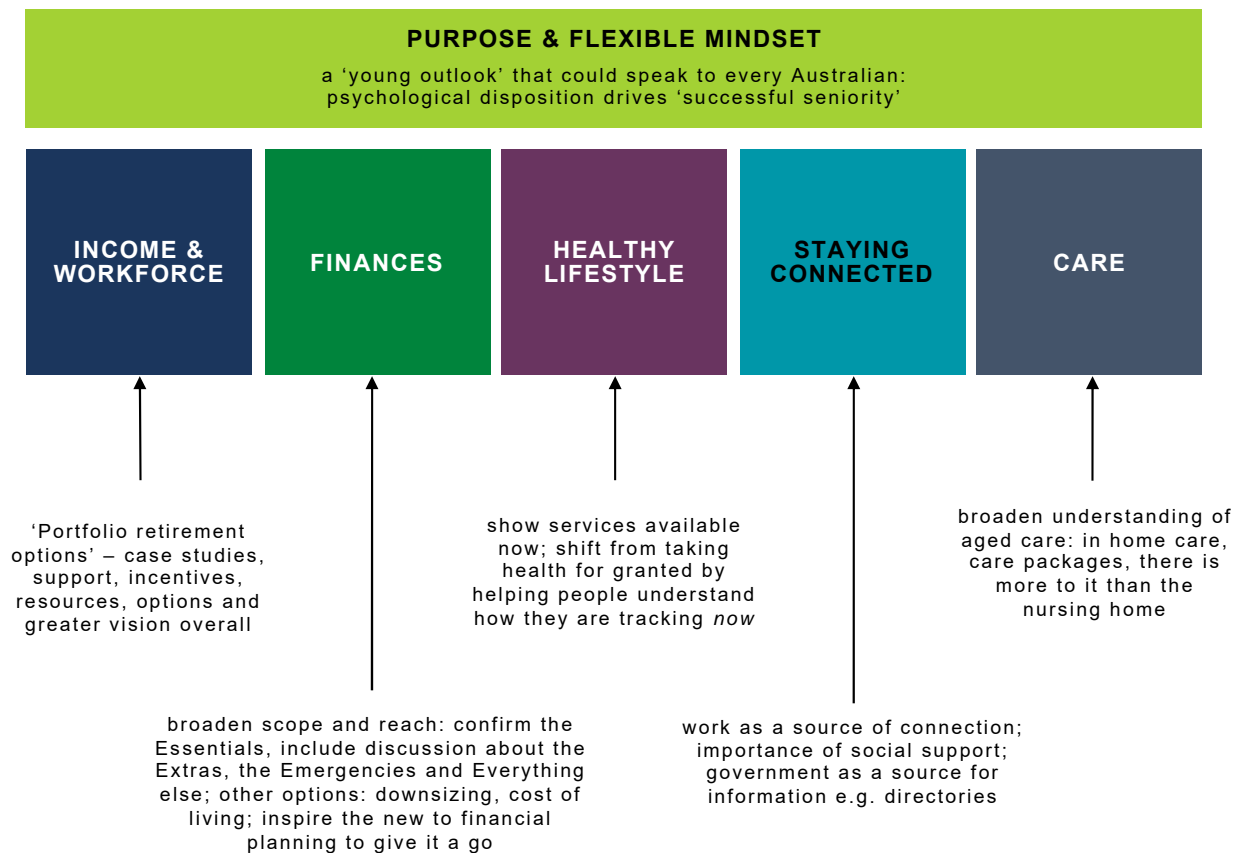 PURPOSE & FLEXIBLE MINDSET
a ‘young outlook’ that could speak to every Australian:
psychological disposition drives ‘successful seniority’
INCOME &
WORKFORCE
FINANCES
HEALTHY
LIFESTYLE
STAYING
CONNECTED
CARE
‘Portfolio retirement
options’ – case studies,
support, incentives,
resources, options and
greater vision overall
broaden scope and reach: confirm the
Essentials, include discussion about the
Extras, the Emergencies and Everything
else; other options: downsizing, cost of
living; inspire the new to financial
planning to give it a go
show services available
now; shift from taking
health for granted by
helping people understand
how they are tracking now
work as a source of connection;
importance of social support;
government as a source for
information e.g. directories
broaden understanding of
aged care: in home care,
care packages, there is
more to it than the
nursing home